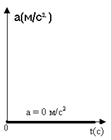 a(м/с²)
a = 0 м/с²
0
t(c)